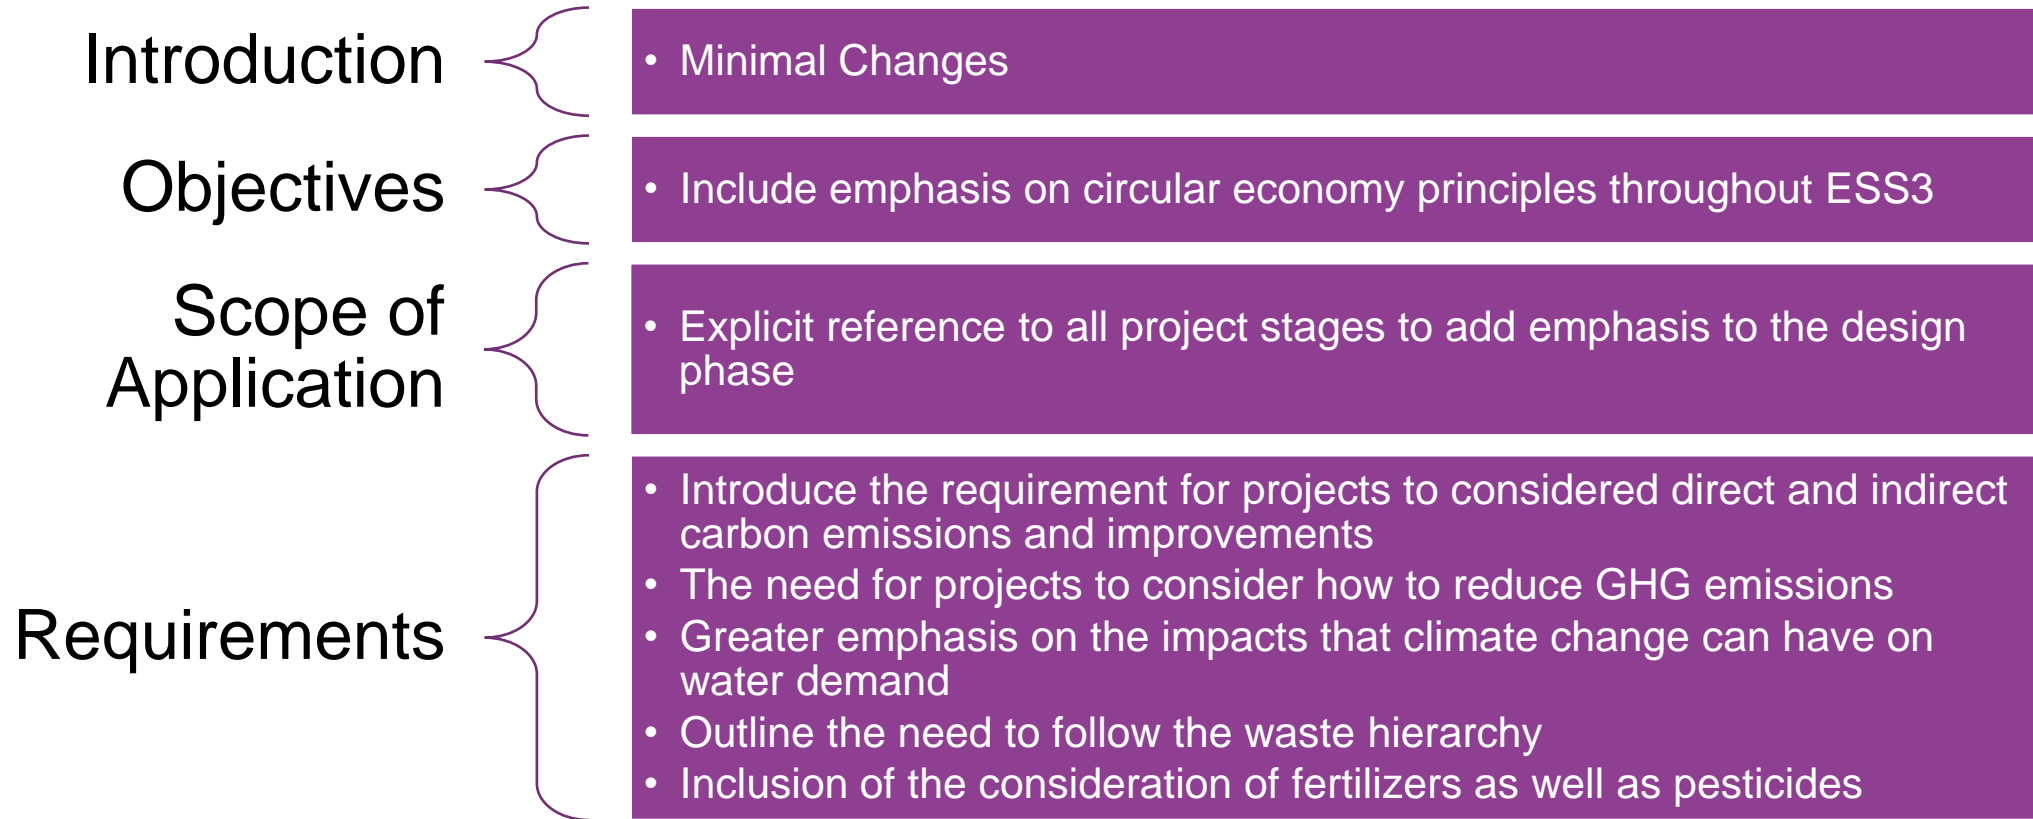 Introduction
• Minimal Changes
Objectives
• Include emphasis on circular economy principles throughout ESS3
Scope of
Application
• Explicit reference to all project stages to add emphasis to the design
phase
Requirements
• Introduce the requirement for projects to considered direct and indirect
carbon emissions and improvements
• The need for projects to consider how to reduce GHG emissions
• Greater emphasis on the impacts that climate change can have on
water demand
• Outline the need to follow the waste hierarchy
• Inclusion of the consideration of fertilizers as well as pesticides